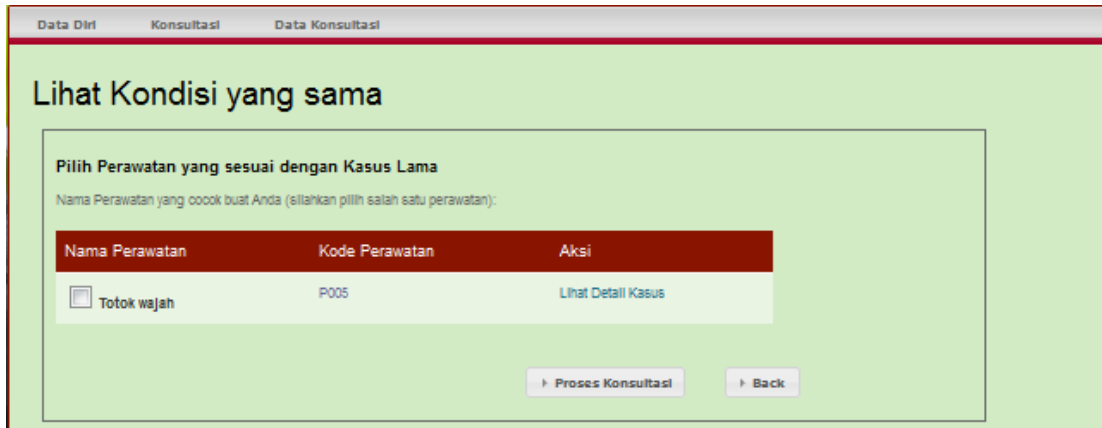 Data Diri Konsultasi Data Konsultasi
Lihat Kondisi yang sama
Pilih Perawatan yang sesuai dengan Kasus Lama
Nama Perawatan yang cocok buat Anda (silahkan pilih salah satu perawatan):
Nama Perawatan Kode Perawatan Aksi
Totok wajah P005 Lihat Detail Kasus
Proses Konsultasi Back